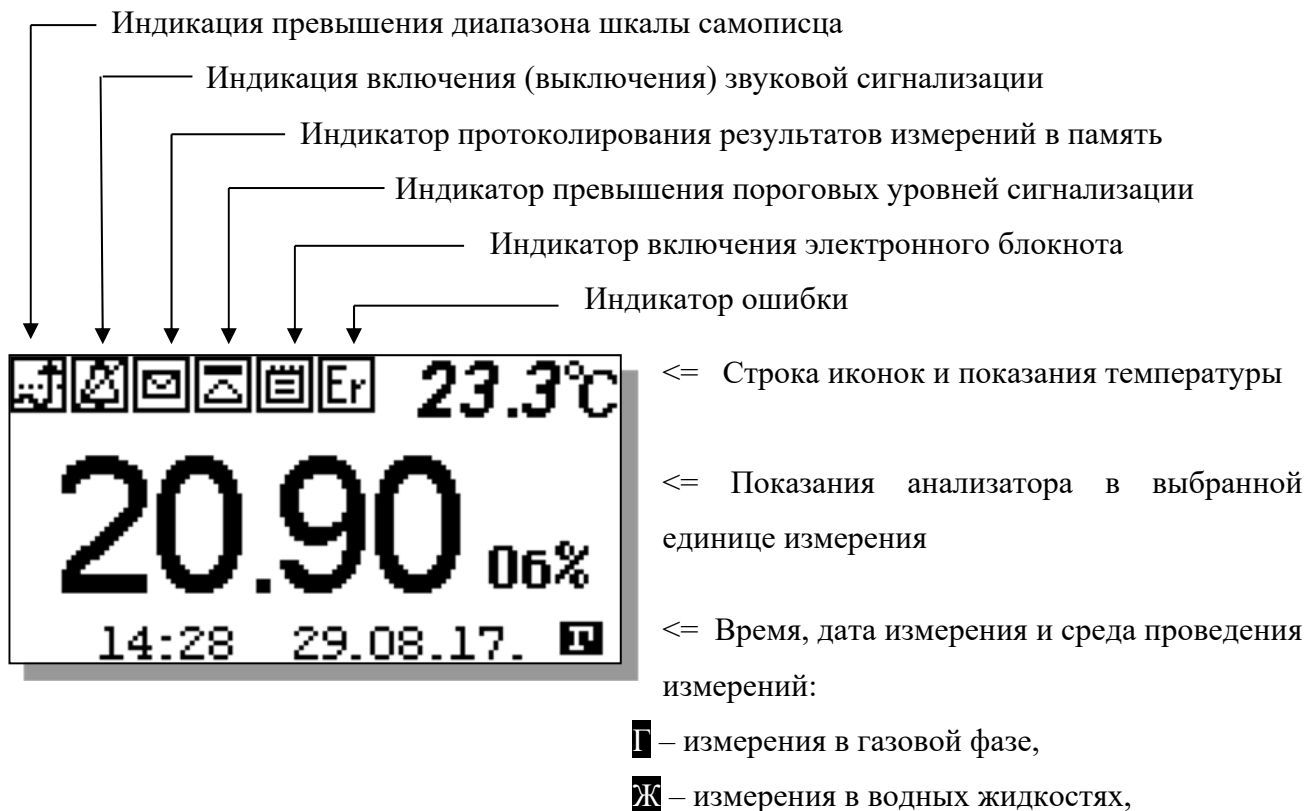 Индикация превышения диапазона шкалы самописца
Индикация включения (выключения) звуковой сигнализации
Индикатор протоколирования результатов измерений в память
Индикатор превышения пороговых уровней сигнализации
Индикатор включения электронного блокнота
Индикатор ошибки
Er 23.3°C
20.90 Об%
14:28 29.08.17. Г
<= Строка иконок и показания температуры
<= Показания анализатора в выбранной
единице измерения
<= Время, дата измерения и среда проведения
измерений:
Г – измерения в газовой фазе,
Ж – измерения в водных жидкостях,